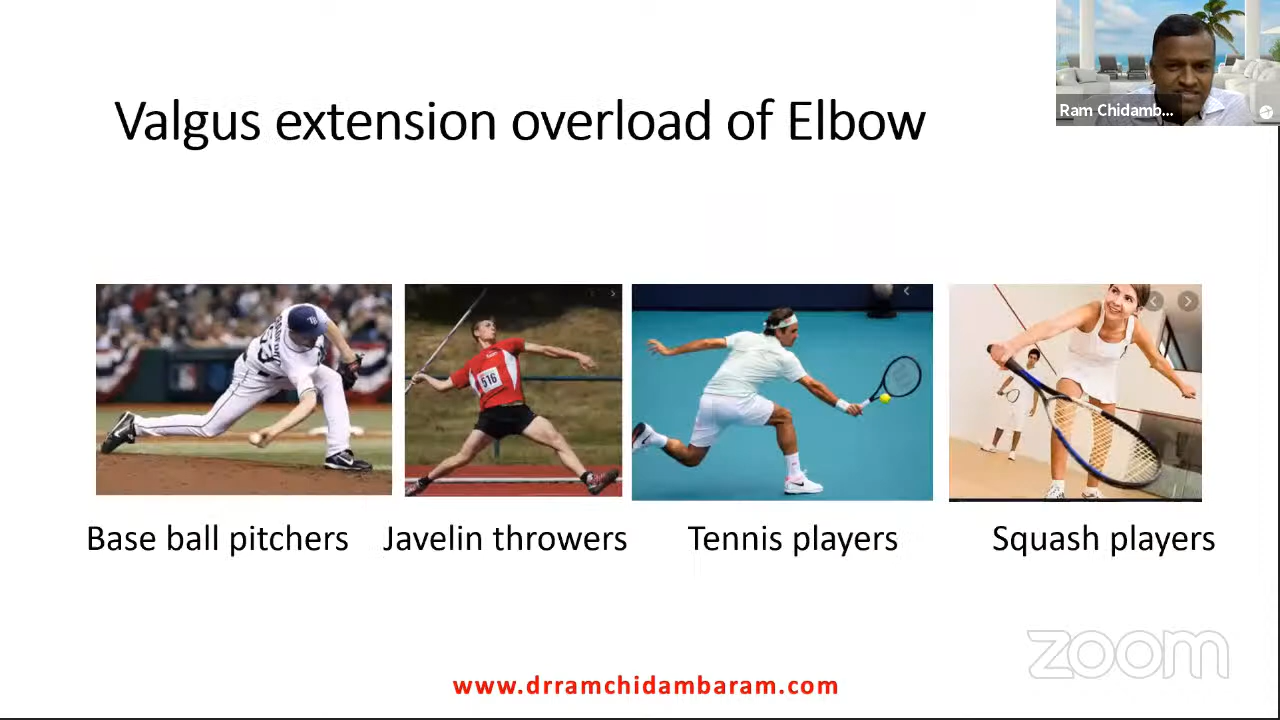 Valgus extension overload of Elbow
Ram Chidamb...
516
Base ball pitchers
Javelin throwers
Tennis players
Squash players
zoom
www.drramchidambaram.com